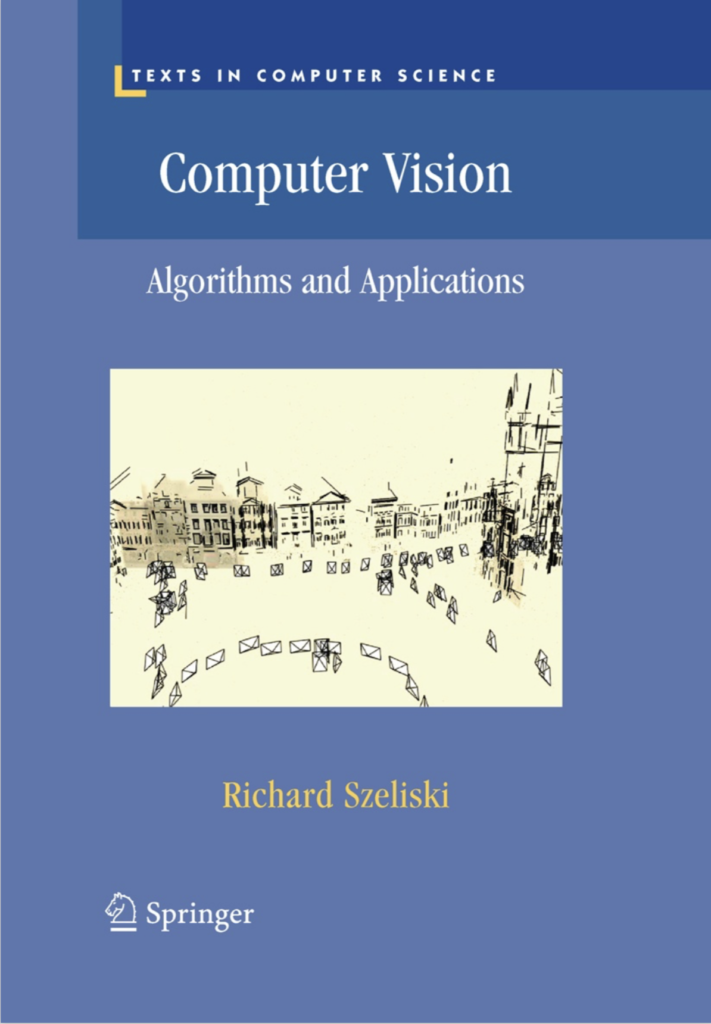 TEXTS IN COMPUTER SCIENCE
Computer Vision
Algorithms and Applications
Richard Szeliski
Springer